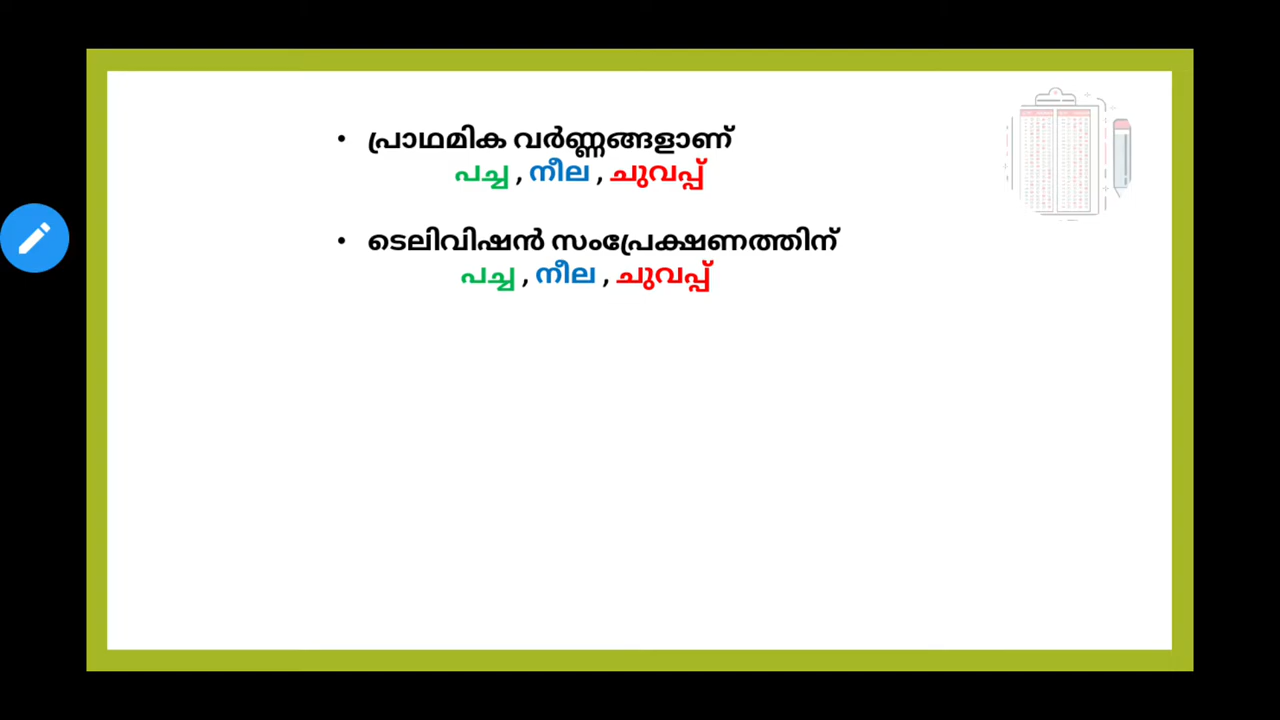 • പ്രാഥമിക വർണ്ണങ്ങളാണ്
പച്ച , നീല , ചുവപ്പ്
• ടെലിവിഷൻ സംപ്രേക്ഷണത്തിന്
പച്ച , നീല , ചുവപ്പ്